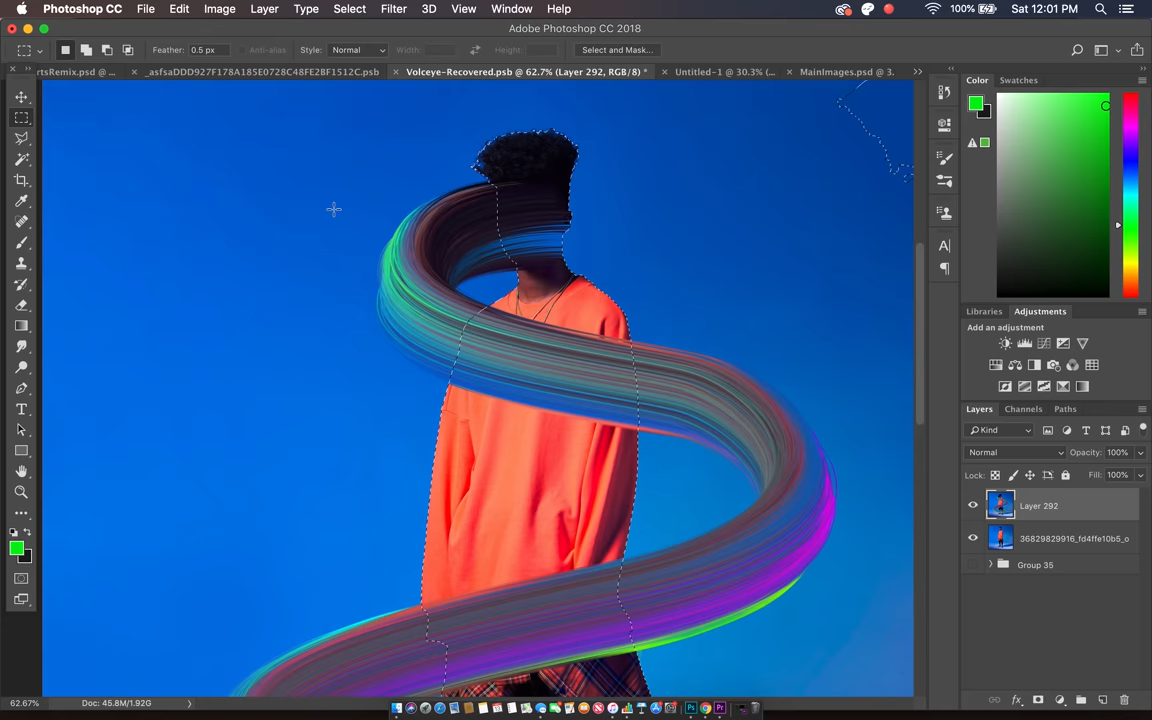 Photoshop CC File Edit Image Layer Type Select Filter 3D View Window Help 100% Sat 12:01 PM
Adobe Photoshop CC 2018
Feather: 0.5 px Anti-alias Style: Normal Width: Height: Select and Mask...
rtsRemix.psd @ ... _asfsaDDD927F178A185E0728C48FE2BF1512C.psb Volceye-Recovered.psb @ 62.7% (Layer 292, RGB/8) * Untitled-1 @ 30.3% (... MainImages.psd @ 3.
Color Swatches
Libraries Adjustments
Add an adjustment
Layers Channels Paths
Kind
Normal Opacity: 100%
Lock: Fill: 100%
Layer 292
36829829916_fd4ffe10b5_o
Group 35
62.67% Doc: 45.8M/1.92G